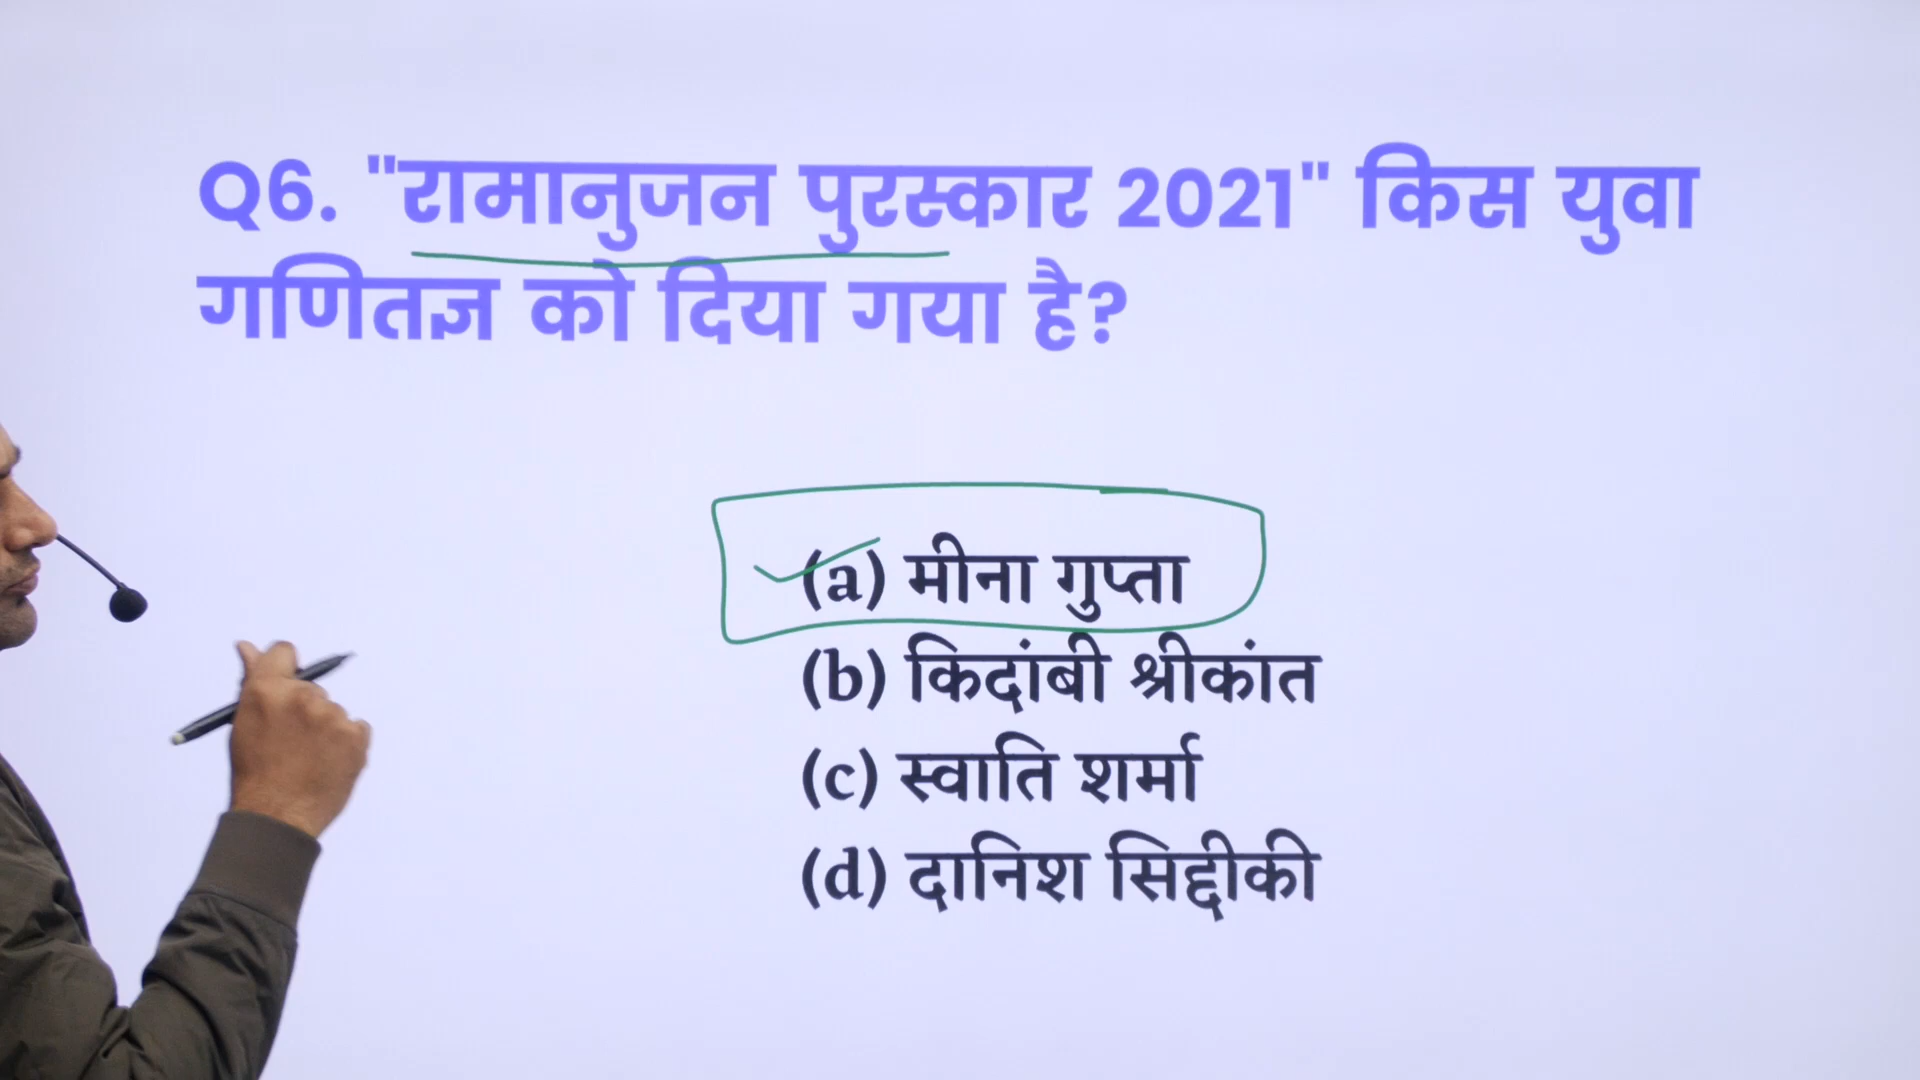 Q6. "रामानुजन पुरस्कार 2021" किस युवा
गणितज्ञ को दिया गया है?
(a) मीना गुप्ता
(b) किदांबी श्रीकांत
(c) स्वाति शर्मा
(d) दानिश सिद्दीकी